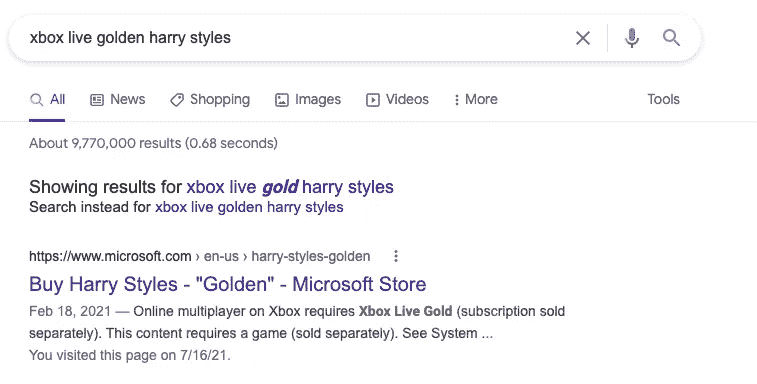 xbox live golden harry styles
All News Shopping Images Videos More Tools
About 9,770,000 results (0.68 seconds)
Showing results for xbox live gold harry styles
Search instead for xbox live golden harry styles
https://www.microsoft.com › en-us › harry-styles-golden
Buy Harry Styles - "Golden" - Microsoft Store
Feb 18, 2021 — Online multiplayer on Xbox requires Xbox Live Gold (subscription sold
separately). This content requires a game (sold separately). See System ...
You visited this page on 7/16/21.